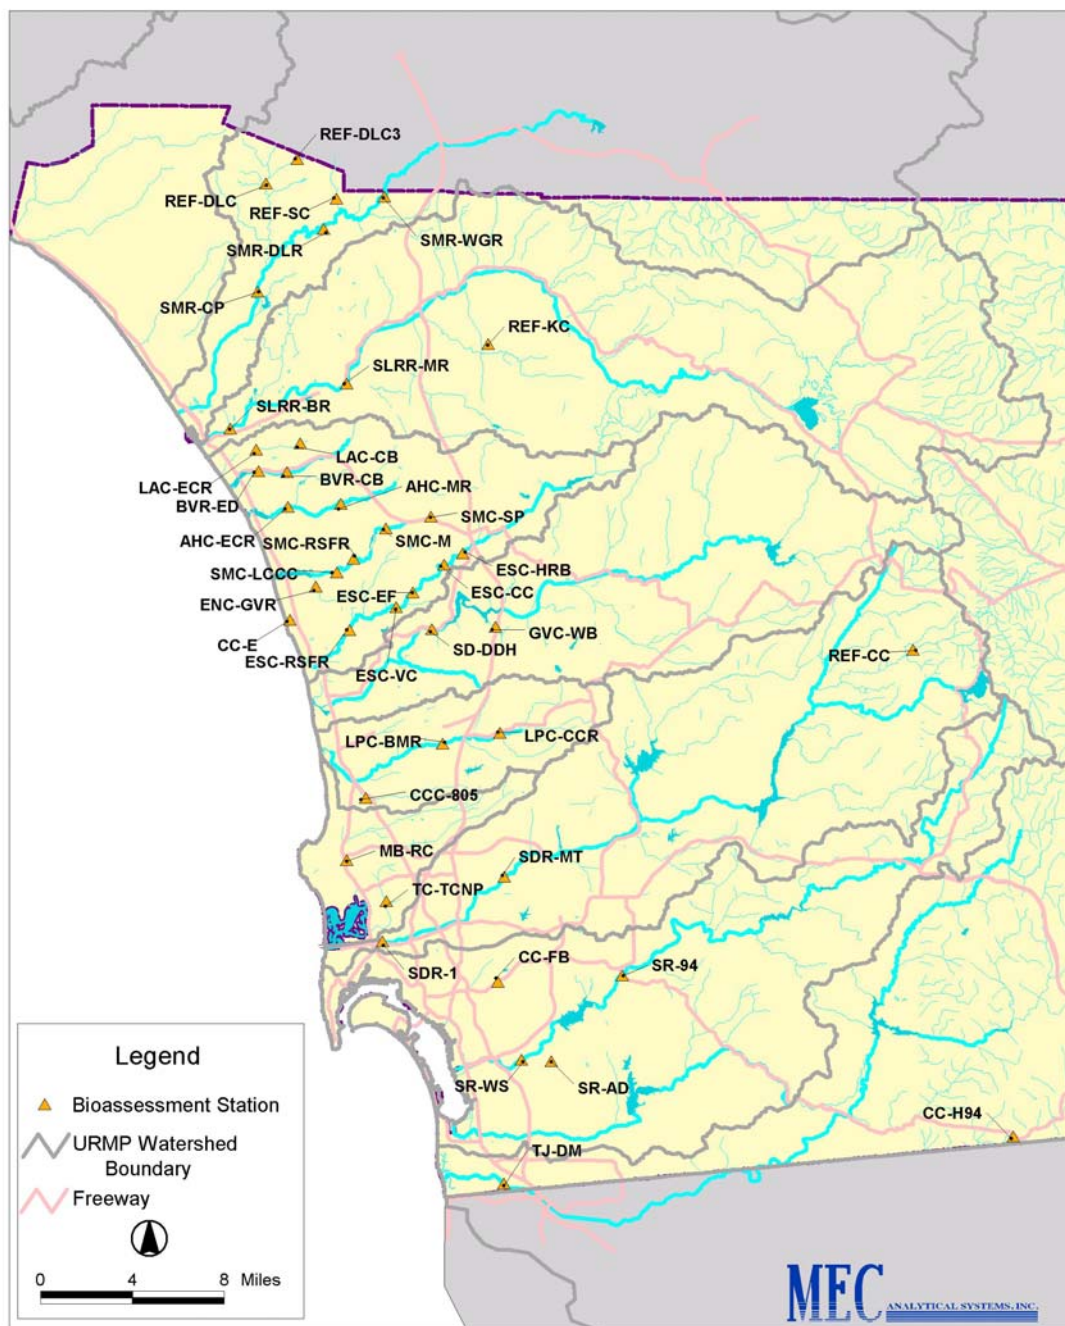 REF-DLC3
REF-DLC
REF-SC
SMR-WGR
SMR-DLR
SMR-CP
REF-KC
SLRR-MR
SLRR-BR
LAC-CB
LAC-ECR
BVR-CB
BVR-ED
AHC-MR
AHC-ECR
SMC-SP
SMC-RSFR
SMC-M
SMC-LCCC
ESC-HRB
ESC-EF
ESC-CC
ENC-GVR
GVC-WB
CC-E
SD-DDH
ESC-RSFR
REF-CC
ESC-VC
LPC-BMR
LPC-CCR
CCC-805
MB-RC
SDR-MT
TC-TCNP
SDR-1
CC-FB
SR-94
SR-WS
SR-AD
CC-H94
TJ-DM
Legend
Bioassessment Station
URMP Watershed
Boundary
Freeway
0 4 8 Miles
MEC ANALYTICAL SYSTEMS, INC.